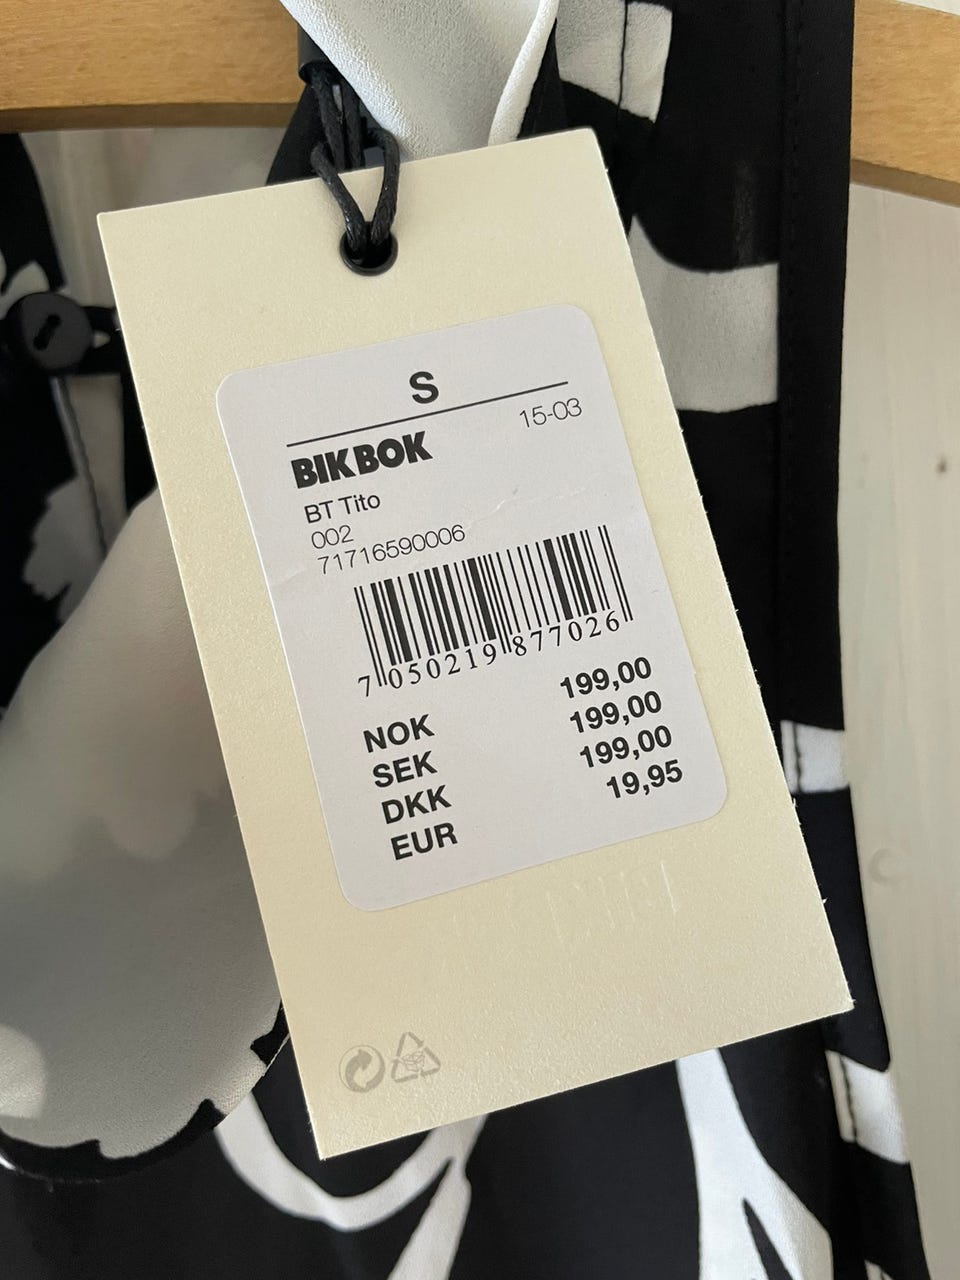 S
15-03
BIKBOK
BT Tito
002
71716590006
7 050219 877026
NOK 199,00
SEK 199,00
DKK 199,00
EUR 19,95